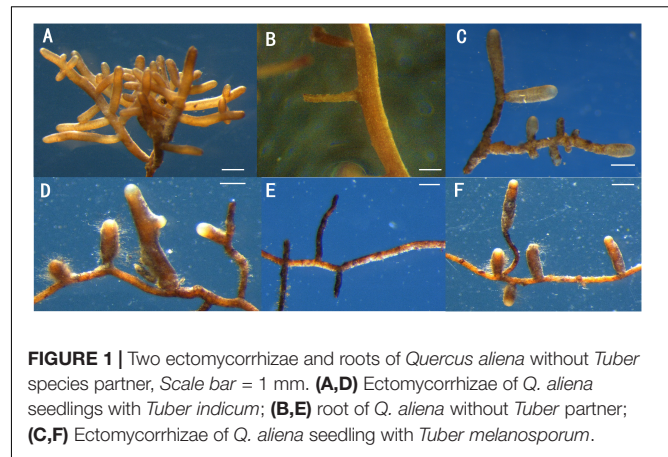 A
B
C
D
E
F
FIGURE 1 | Two ectomycorrhizae and roots of Quercus aliena without Tuber
species partner, Scale bar = 1 mm. (A,D) Ectomycorrhizae of Q. aliena
seedlings with Tuber indicum; (B,E) root of Q. aliena without Tuber partner;
(C,F) Ectomycorrhizae of Q. aliena seedling with Tuber melanosporum.